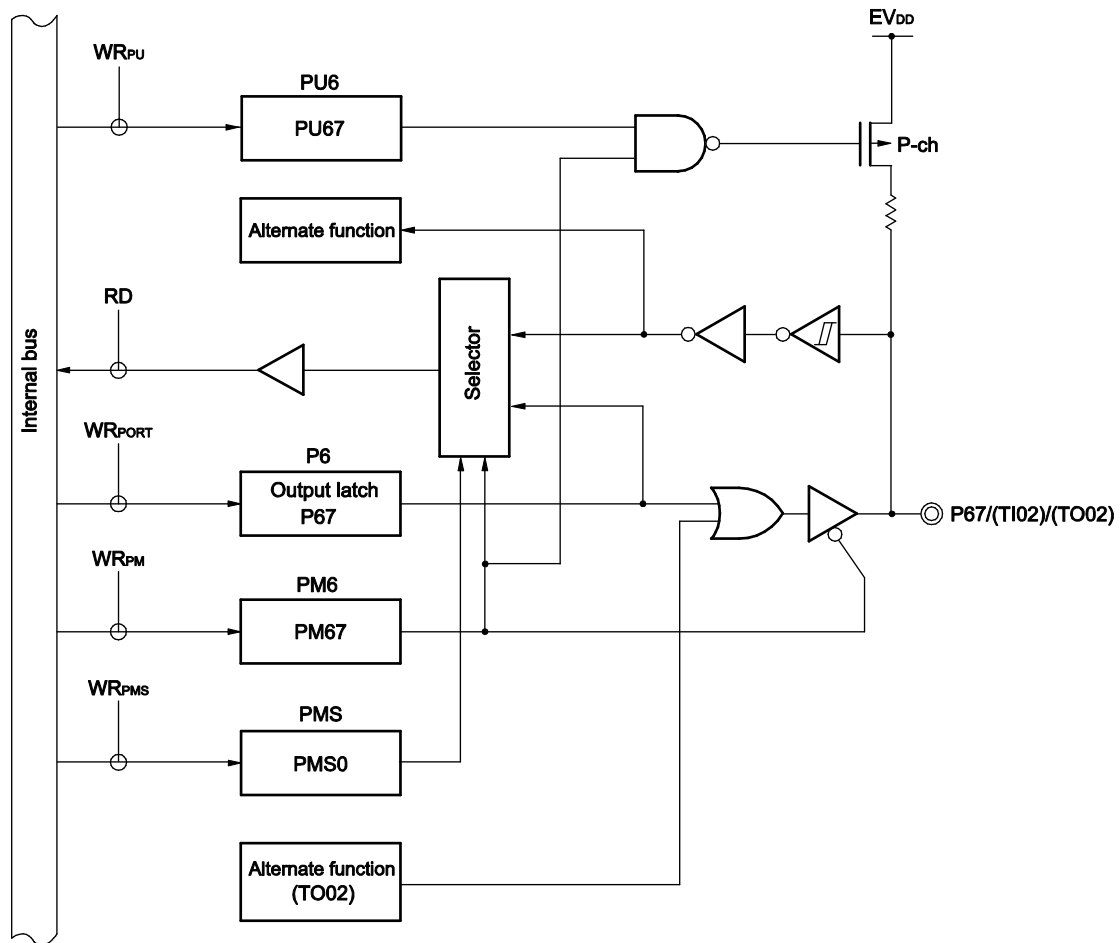 EVDD
WRPU
PU6
PU67
P-ch
Alternate function
RD
Selector
Internal bus
WRPORT
P6
Output latch
P67
P67/(TI02)/(TO02)
WRPM
PM6
PM67
WRPMS
PMS
PMS0
Alternate function
(TO02)